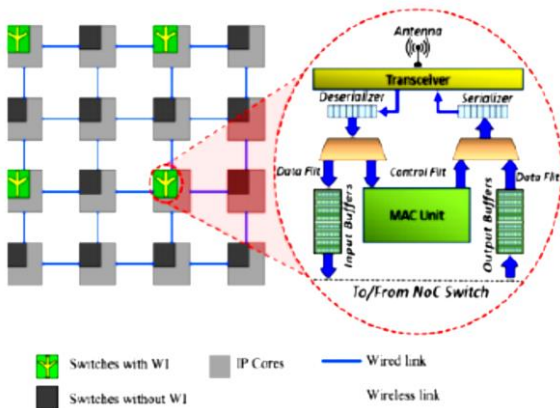 Antenna
Transceiver
Deserializer
Serializer
Data Flit
Control Flit
Data Flit
Input Buffers
MAC Unit
Output Buffers
To/From NoC Switch
Switches with WI
IP Cores
Wired link
Switches without WI
Wireless link